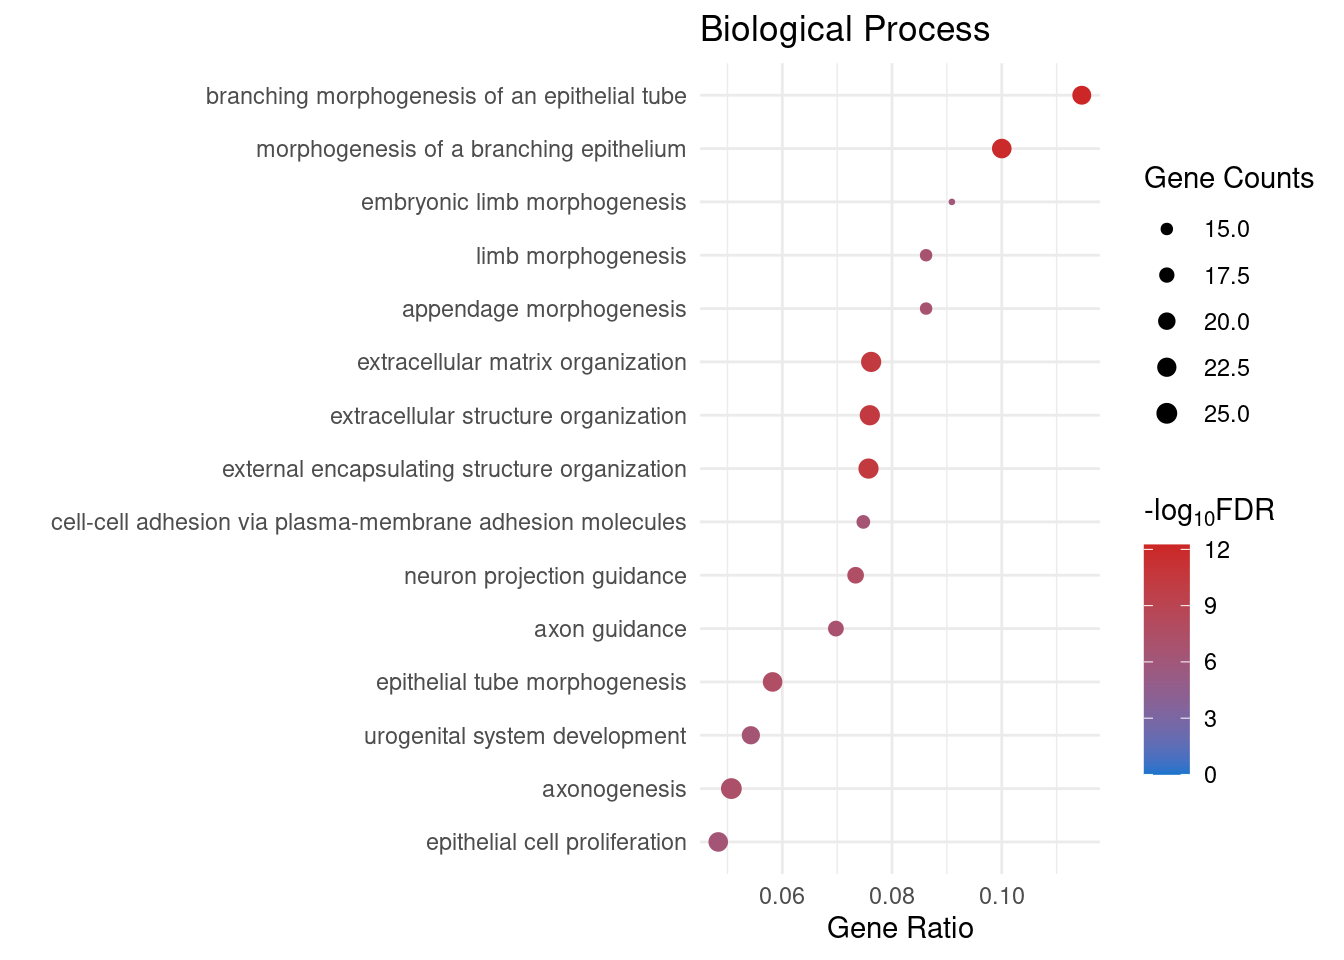 Biological Process
branching morphogenesis of an epithelial tube
morphogenesis of a branching epithelium
embryonic limb morphogenesis
limb morphogenesis
appendage morphogenesis
extracellular matrix organization
extracellular structure organization
external encapsulating structure organization
cell-cell adhesion via plasma-membrane adhesion molecules
neuron projection guidance
axon guidance
epithelial tube morphogenesis
urogenital system development
axonogenesis
epithelial cell proliferation
0.06 0.08 0.10
Gene Ratio
Gene Counts
15.0
17.5
20.0
22.5
25.0
-log₁₀FDR
12
9
6
3
0